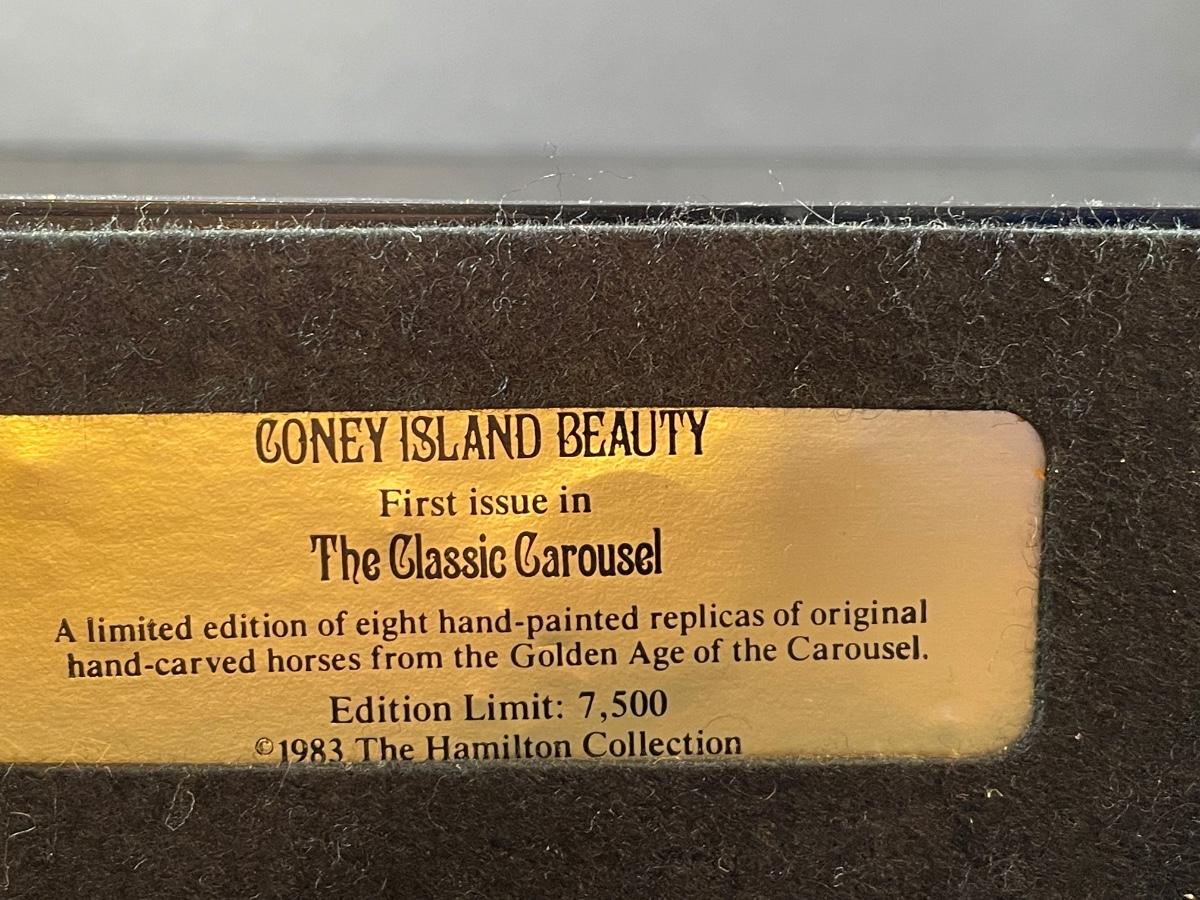 CONEY ISLAND BEAUTY
First issue in
The Classic Carousel
A limited edition of eight hand-painted replicas of original
hand-carved horses from the Golden Age of the Carousel.
Edition Limit: 7,500
©1983 The Hamilton Collection